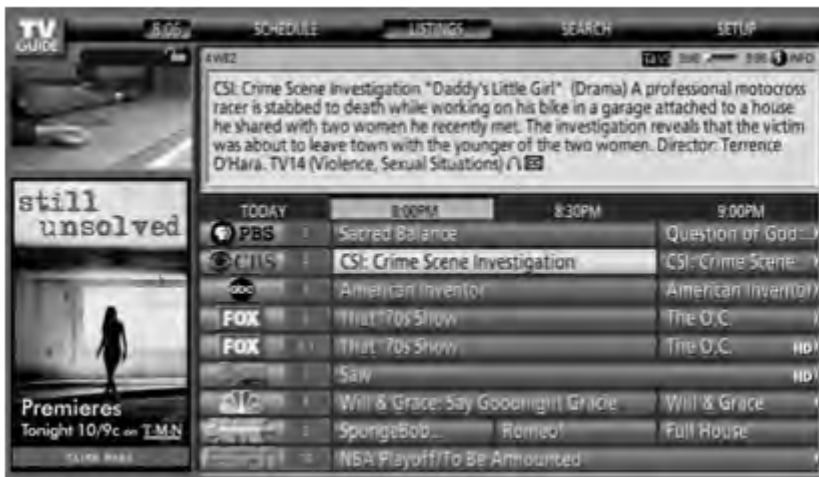 TV
GUIDE
8:06
SCHEDULE
LISTINGS
SEARCH
SETUP
INFO
CSI: Crime Scene Investigation "Daddy's Little Girl" (Drama) A professional motocross
racer is stabbed to death while working on his bike in a garage attached to a house
he shared with two women he recently met. The investigation reveals that the victim
was about to leave town with the younger of the two women. Director: Terrence
O'Hara. TV14 (Violence, Sexual Situations)
still
unsolved
Premieres
Tonight 10/9c on T-M-N
TODAY 8:00PM 8:30PM 9:00PM
PBS Sacred Balance Question of God:...
CBS CSI: Crime Scene Investigation CSI: Crime Scene...
abc American Inventor American Inventor
FOX That '70s Show The O.C.
FOX That '70s Show The O.C. HD
Saw HD
Will & Grace: Say Goodnight Gracie Will & Grace
SpongeBob... Romeo! Full House
NBA Playoff/To Be Announced